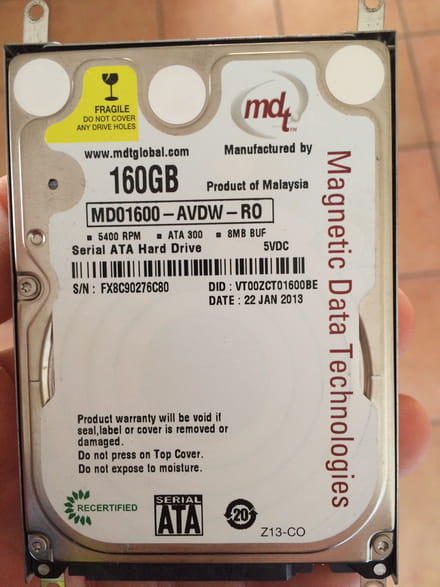 FRAGILE
DO NOT COVER
ANY DRIVE HOLES
mdt
TM
www.mdtglobal.com
Manufactured by
160GB
Product of Malaysia
MD01600-AVDW-RO
5400 RPM ATA 300 8MB BUF
Serial ATA Hard Drive 5VDC
S/N : FX8C90276C80 DID : VT00ZCT01600BE
DATE : 22 JAN 2013
Magnetic Data Technologies
Product warranty will be void if
seal,label or cover is removed or
damaged.
Do not press on Top Cover.
Do not expose to moisture.
RECERTIFIED
SERIAL
ATA
20
Z13-CO